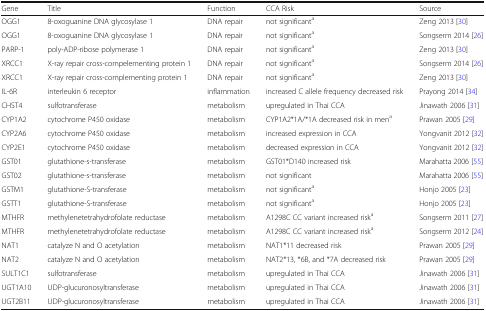 Gene Title Function CCA Risk Source
OGG1 8-oxoguanine DNA glycosylase 1 DNA repair not significant^a Zeng 2013 [30]
OGG1 8-oxoguanine DNA glycosylase 1 DNA repair not significant^a Songserm 2014 [26]
PARP-1 poly-ADP-ribose polymerase 1 DNA repair not significant^a Zeng 2013 [30]
XRCC1 X-ray repair cross-compelementing protein 1 DNA repair not significant^a Songserm 2014 [26]
XRCC1 X-ray repair cross-complementing protein 1 DNA repair not significant^a Zeng 2013 [30]
IL-6R interleukin 6 receptor inflammation increased C allele frequency decreased risk Prayong 2014 [34]
CHST4 sulfotransferase metabolism upregulated in Thai CCA Jinawath 2006 [31]
CYP1A2 cytochrome P450 oxidase metabolism CYP1A2*1A/*1A decreased risk in men^a Prawan 2005 [29]
CYP2A6 cytochrome P450 oxidase metabolism increased expression in CCA Yongvanit 2012 [32]
CYP2E1 cytochrome P450 oxidase metabolism decreased expression in CCA Yongvanit 2012 [32]
GST01 glutathione-s-transferase metabolism GST01*D140 increased risk Marahatta 2006 [55]
GST02 glutathione-s-transferase metabolism not significant Marahatta 2006 [55]
GSTM1 glutathione-S-transferase metabolism not significant^a Honjo 2005 [23]
GSTT1 glutathione-S-transferase metabolism not significant^a Honjo 2005 [23]
MTHFR methylenetetrahydrofolate reductase metabolism A1298C CC variant increased risk^a Songserm 2011 [27]
MTHFR methylenetetrahydrofolate reductase metabolism A1298C CC variant increased risk^a Songserm 2012 [24]
NAT1 catalyze N and O acetylation metabolism NAT1*11 decreased risk Prawan 2005 [29]
NAT2 catalyze N and O acetylation metabolism NAT2*13, *6B, and *7A decreased risk Prawan 2005 [29]
SULT1C1 sulfotransferase metabolism upregulated in Thai CCA Jinawath 2006 [31]
UGT1A10 UDP-glucuronosyltransferase metabolism upregulated in Thai CCA Jinawath 2006 [31]
UGT2B11 UDP-glucuronosyltransferase metabolism upregulated in Thai CCA Jinawath 2006 [31]